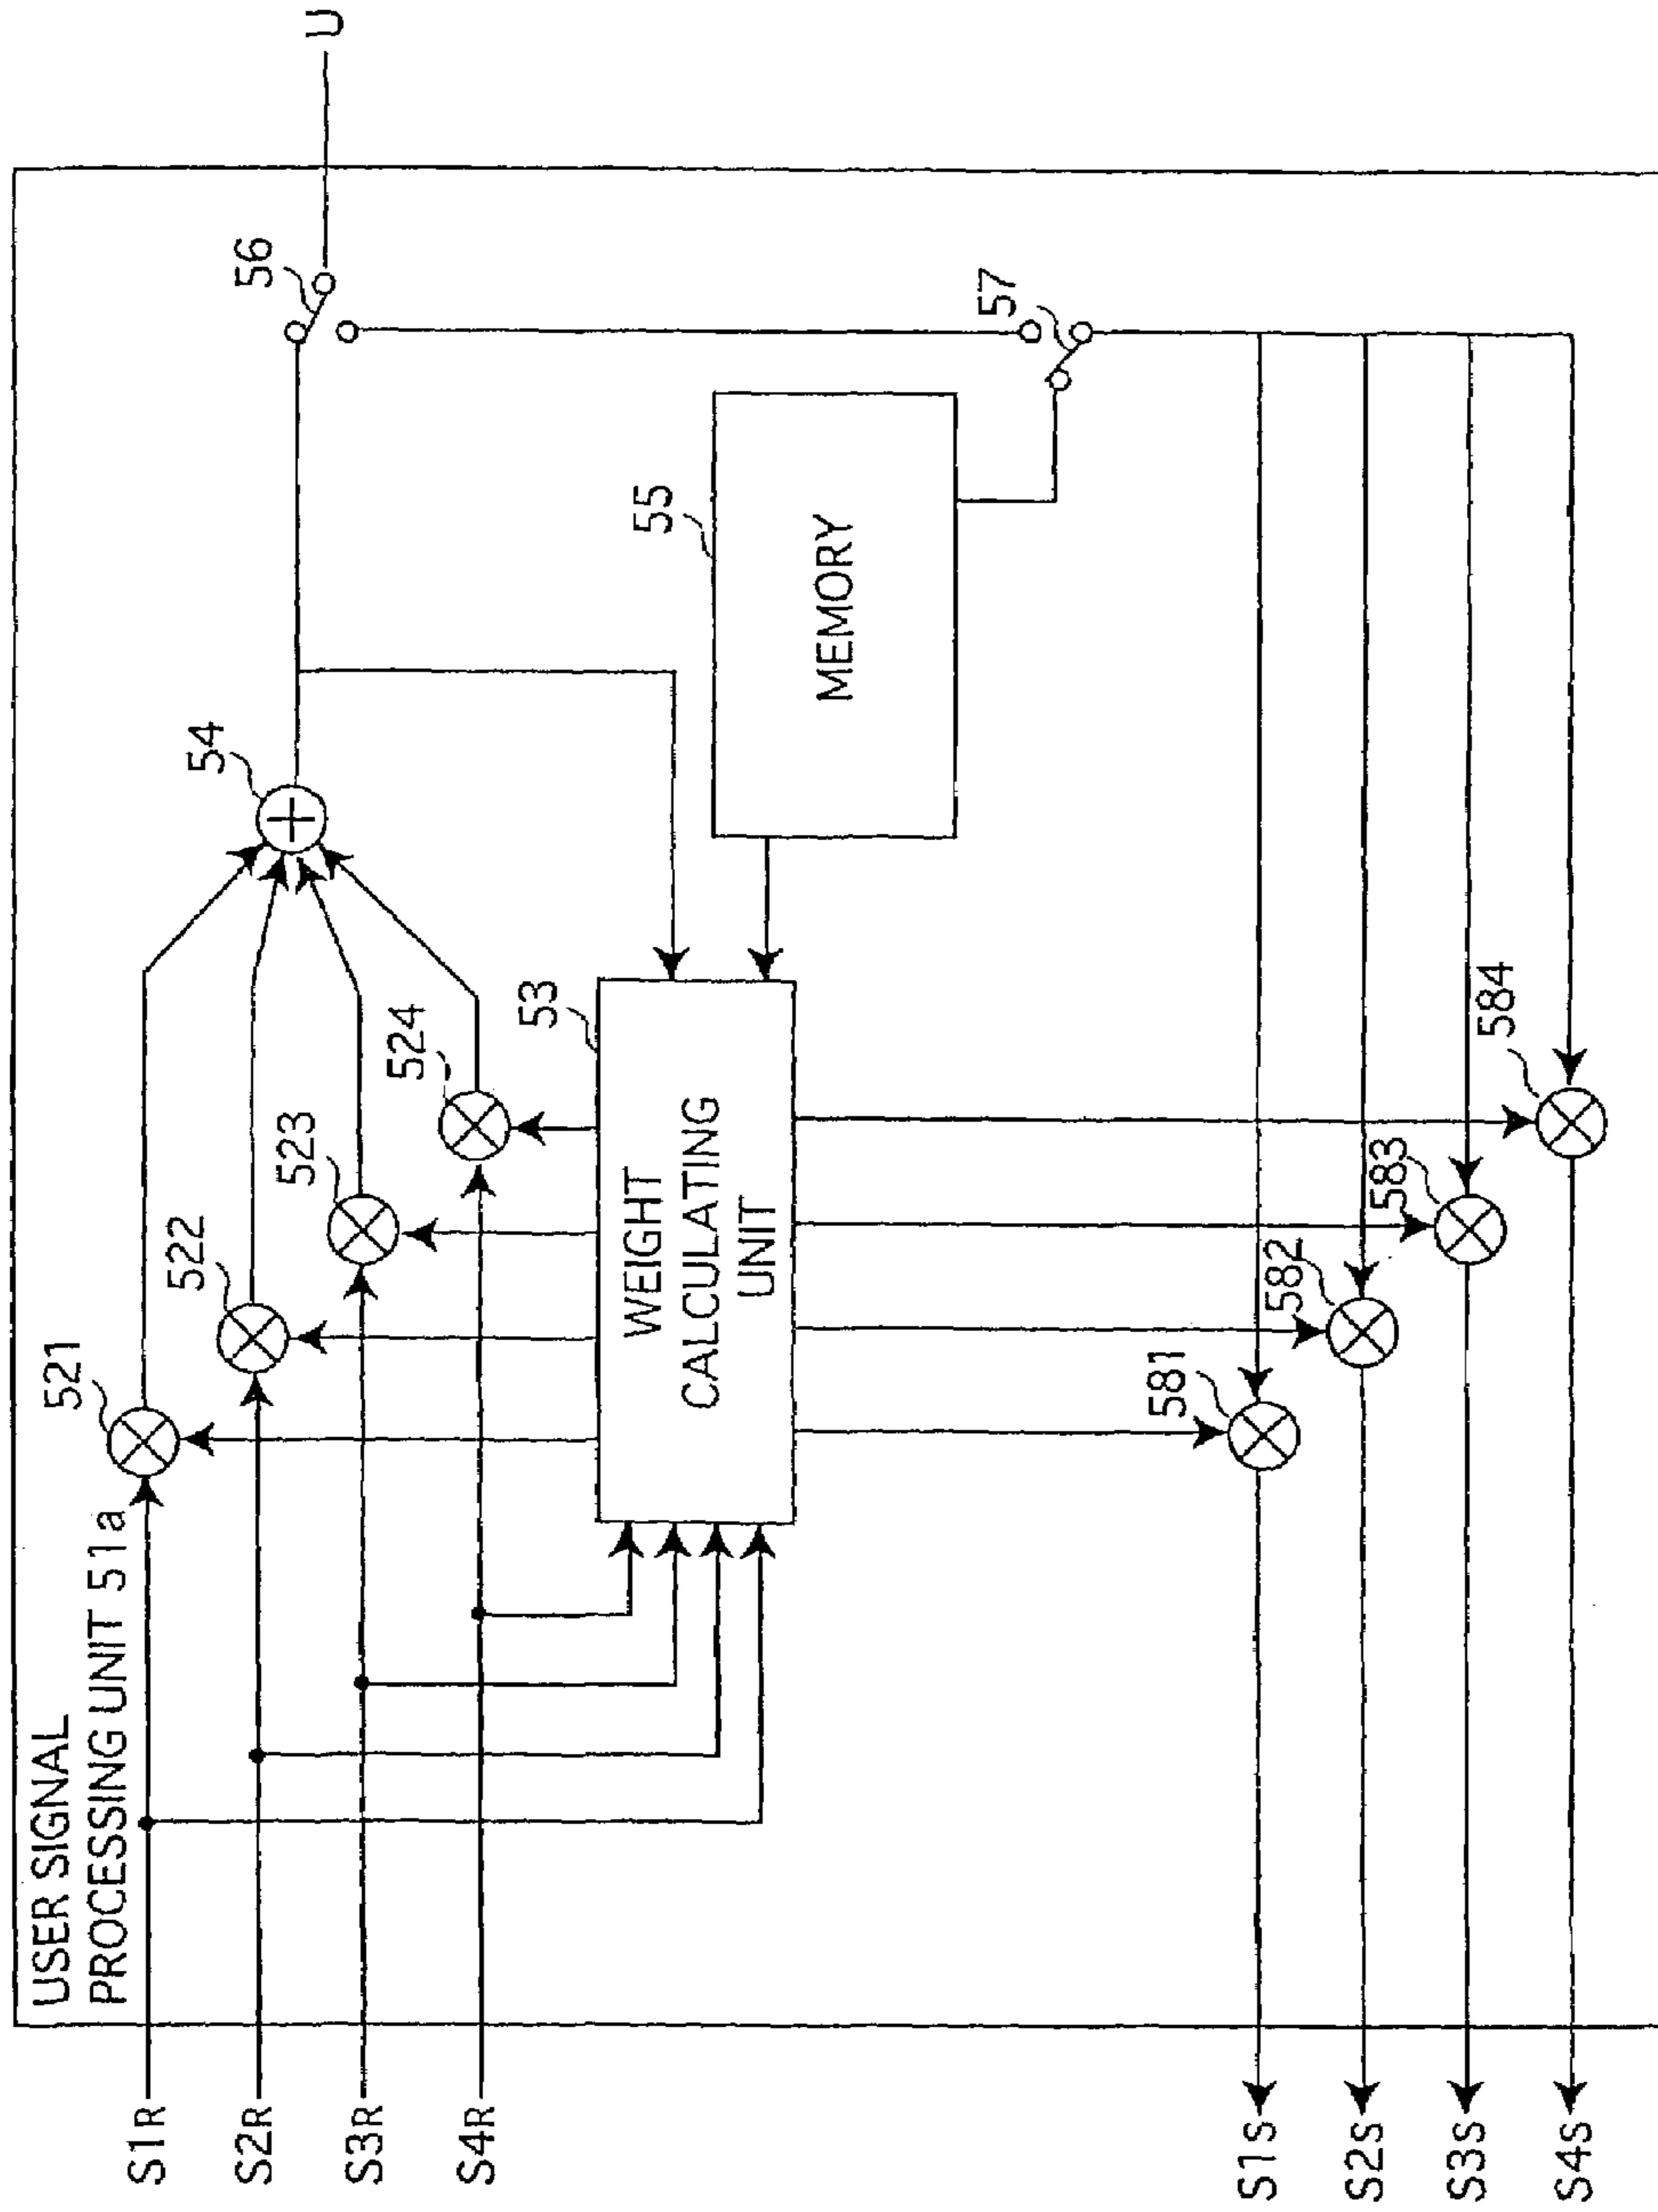 USER SIGNAL
PROCESSING UNIT 51a
S1R
S2R
S3R
S4R
521
522
523
524
54
56
U
53
WEIGHT
CALCULATING
UNIT
55
MEMORY
57
581
582
583
584
S1S
S2S
S3S
S4S